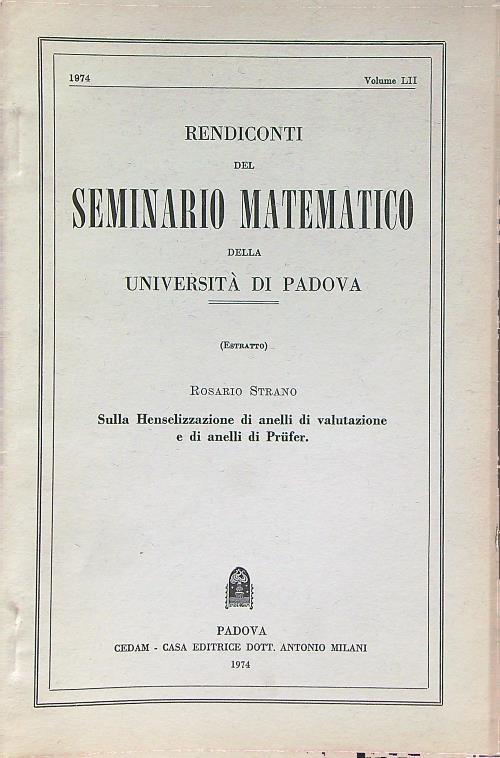 1974 Volume LII
RENDICONTI
DEL
SEMINARIO MATEMATICO
DELLA
UNIVERSITÀ DI PADOVA
(ESTRATTO)
ROSARIO STRANO
Sulla Henselizzazione di anelli di valutazione
e di anelli di Prüfer.
PADOVA
CEDAM - CASA EDITRICE DOTT. ANTONIO MILANI
1974